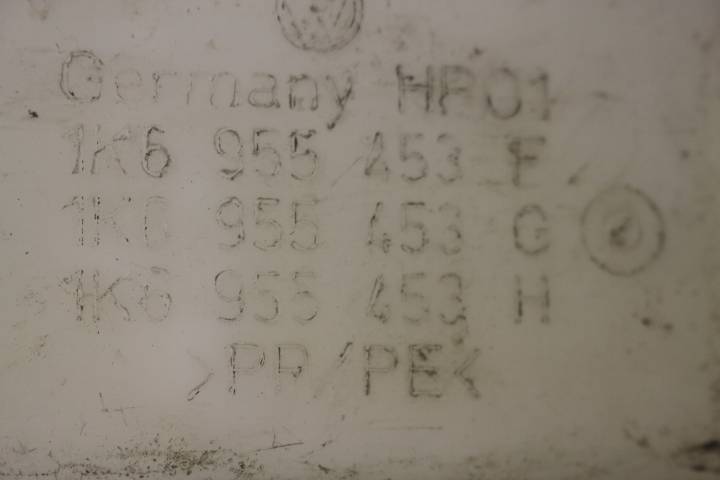 Germany HP01
1K6 955 453 F
1K6 955 453 G
1K6 955 453 H
>PP/PE<